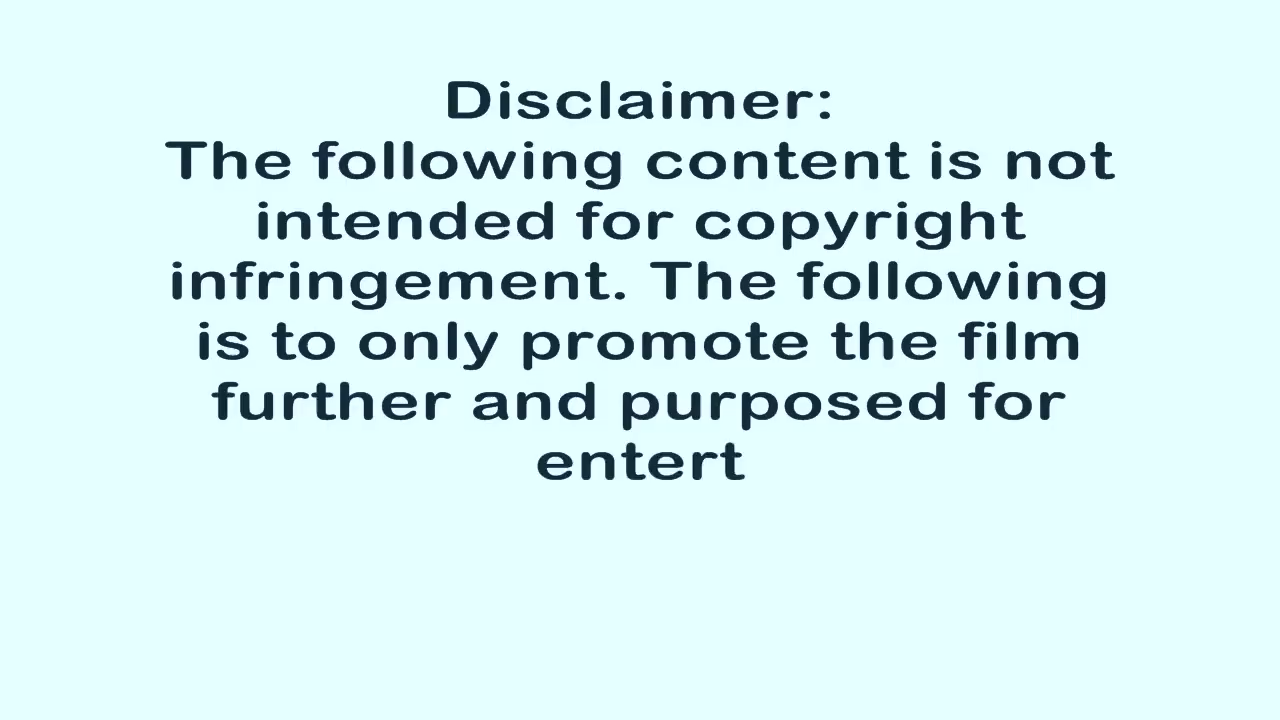 Disclaimer:
The following content is not
intended for copyright
infringement. The following
is to only promote the film
further and purposed for
entert